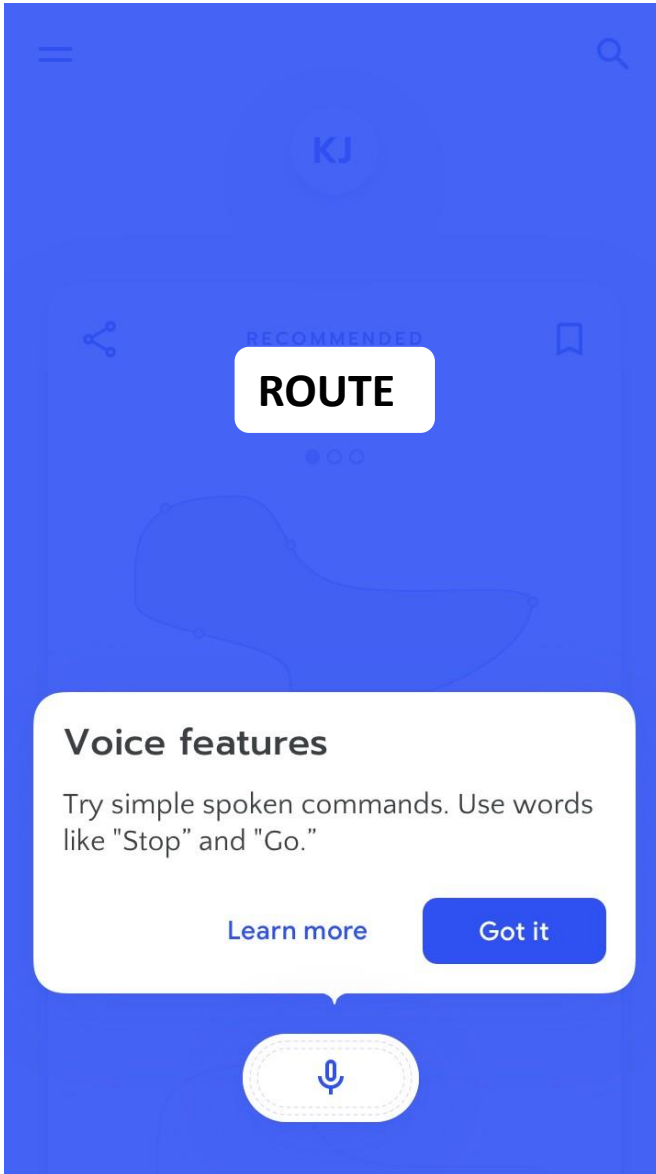 KJ
RECOMMENDED
ROUTE
Voice features
Try simple spoken commands. Use words
like "Stop” and "Go.”
Learn more
Got it